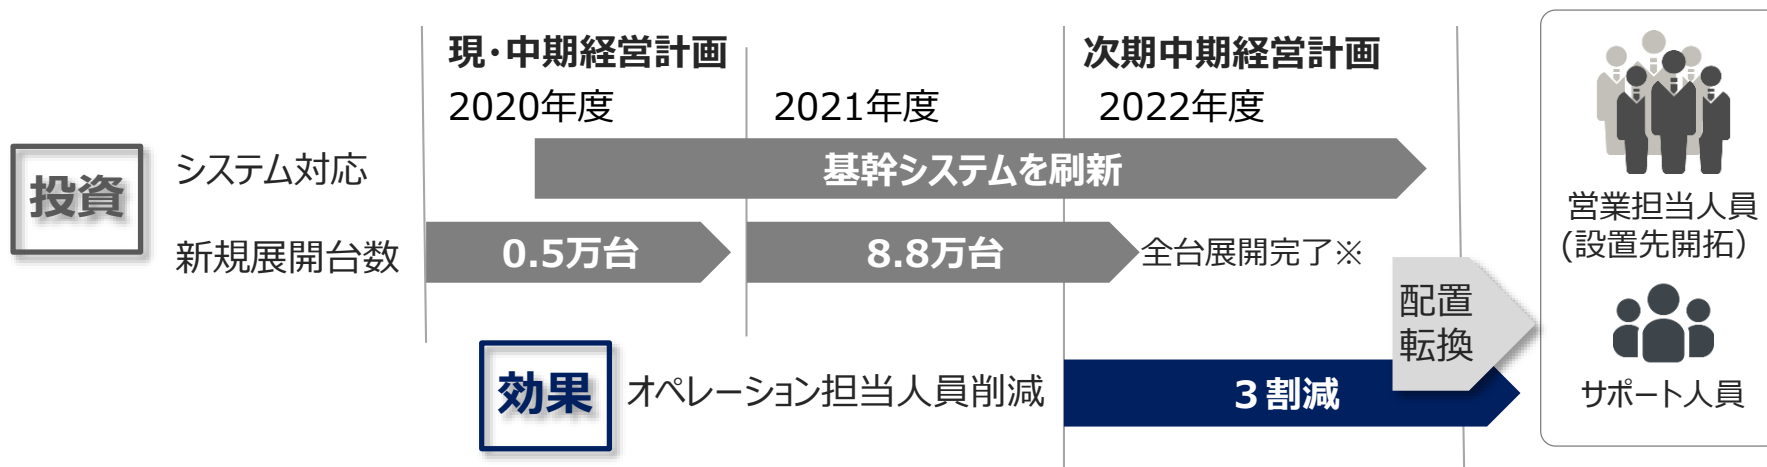 現・中期経営計画
次期中期経営計画
2020年度
2021年度
2022年度
投資
システム対応
基幹システムを刷新
新規展開台数
0.5万台
8.8万台
全台展開完了※
効果
オペレーション担当人員削減
３割減
配置
転換
営業担当人員
(設置先開拓）
サポート人員